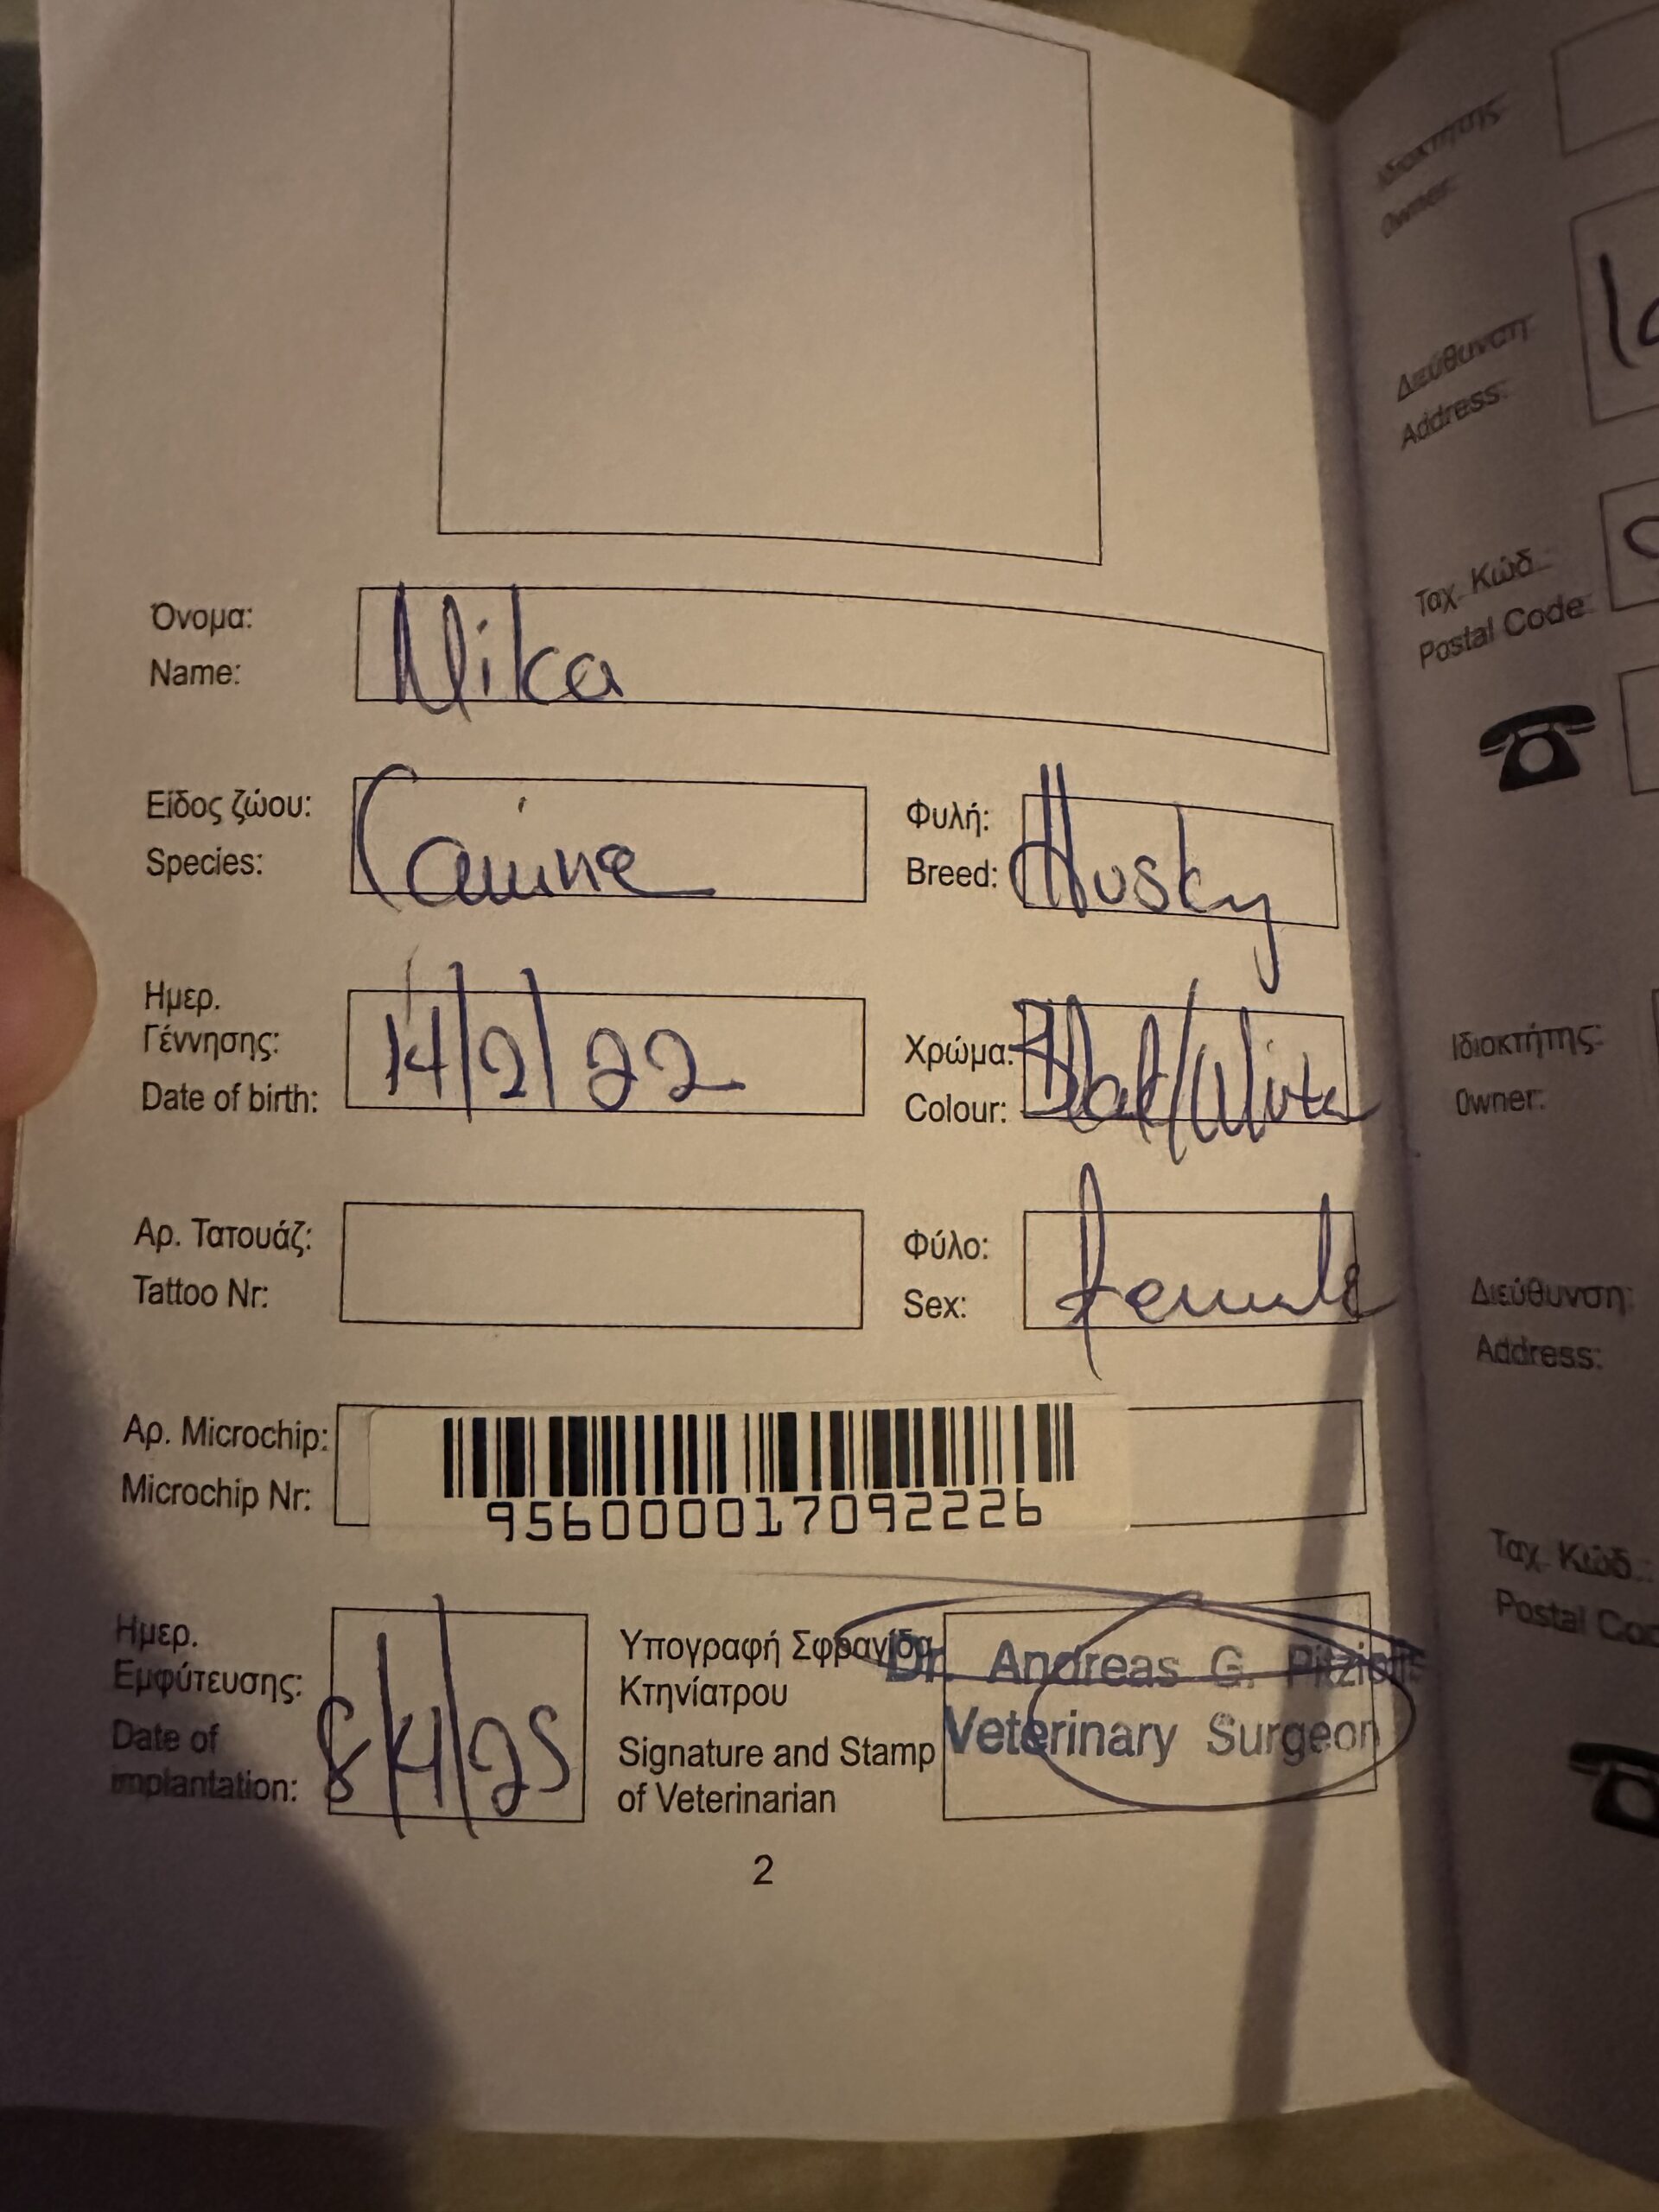 Όνομα:
Name:
Nika
Είδος ζώου:
Species:
Canine
Φυλή:
Breed:
Husky
Ημερ.
Γέννησης:
Date of birth:
14/2/22
Χρώμα:
Colour:
Αρ. Τατουάζ:
Tattoo Nr:
Φύλο:
Sex:
female
Αρ. Microchip:
Microchip Nr:
956000017092226
Ημερ.
Εμφύτευσης:
Date of
implantation:
8/4/25
Υπογραφή Σφραγίδα
Κτηνίατρου
Signature and Stamp
of Veterinarian
Dr. Andreas G.
Veterinary Surgeon
2
Ιδιοκτήτης:
Owner:
Διεύθυνση:
Address:
Ταχ. Κώδ.:
Postal Code:
Ιδιοκτήτης:
Owner:
Διεύθυνση:
Address:
Ταχ. Κώδ.:
Postal